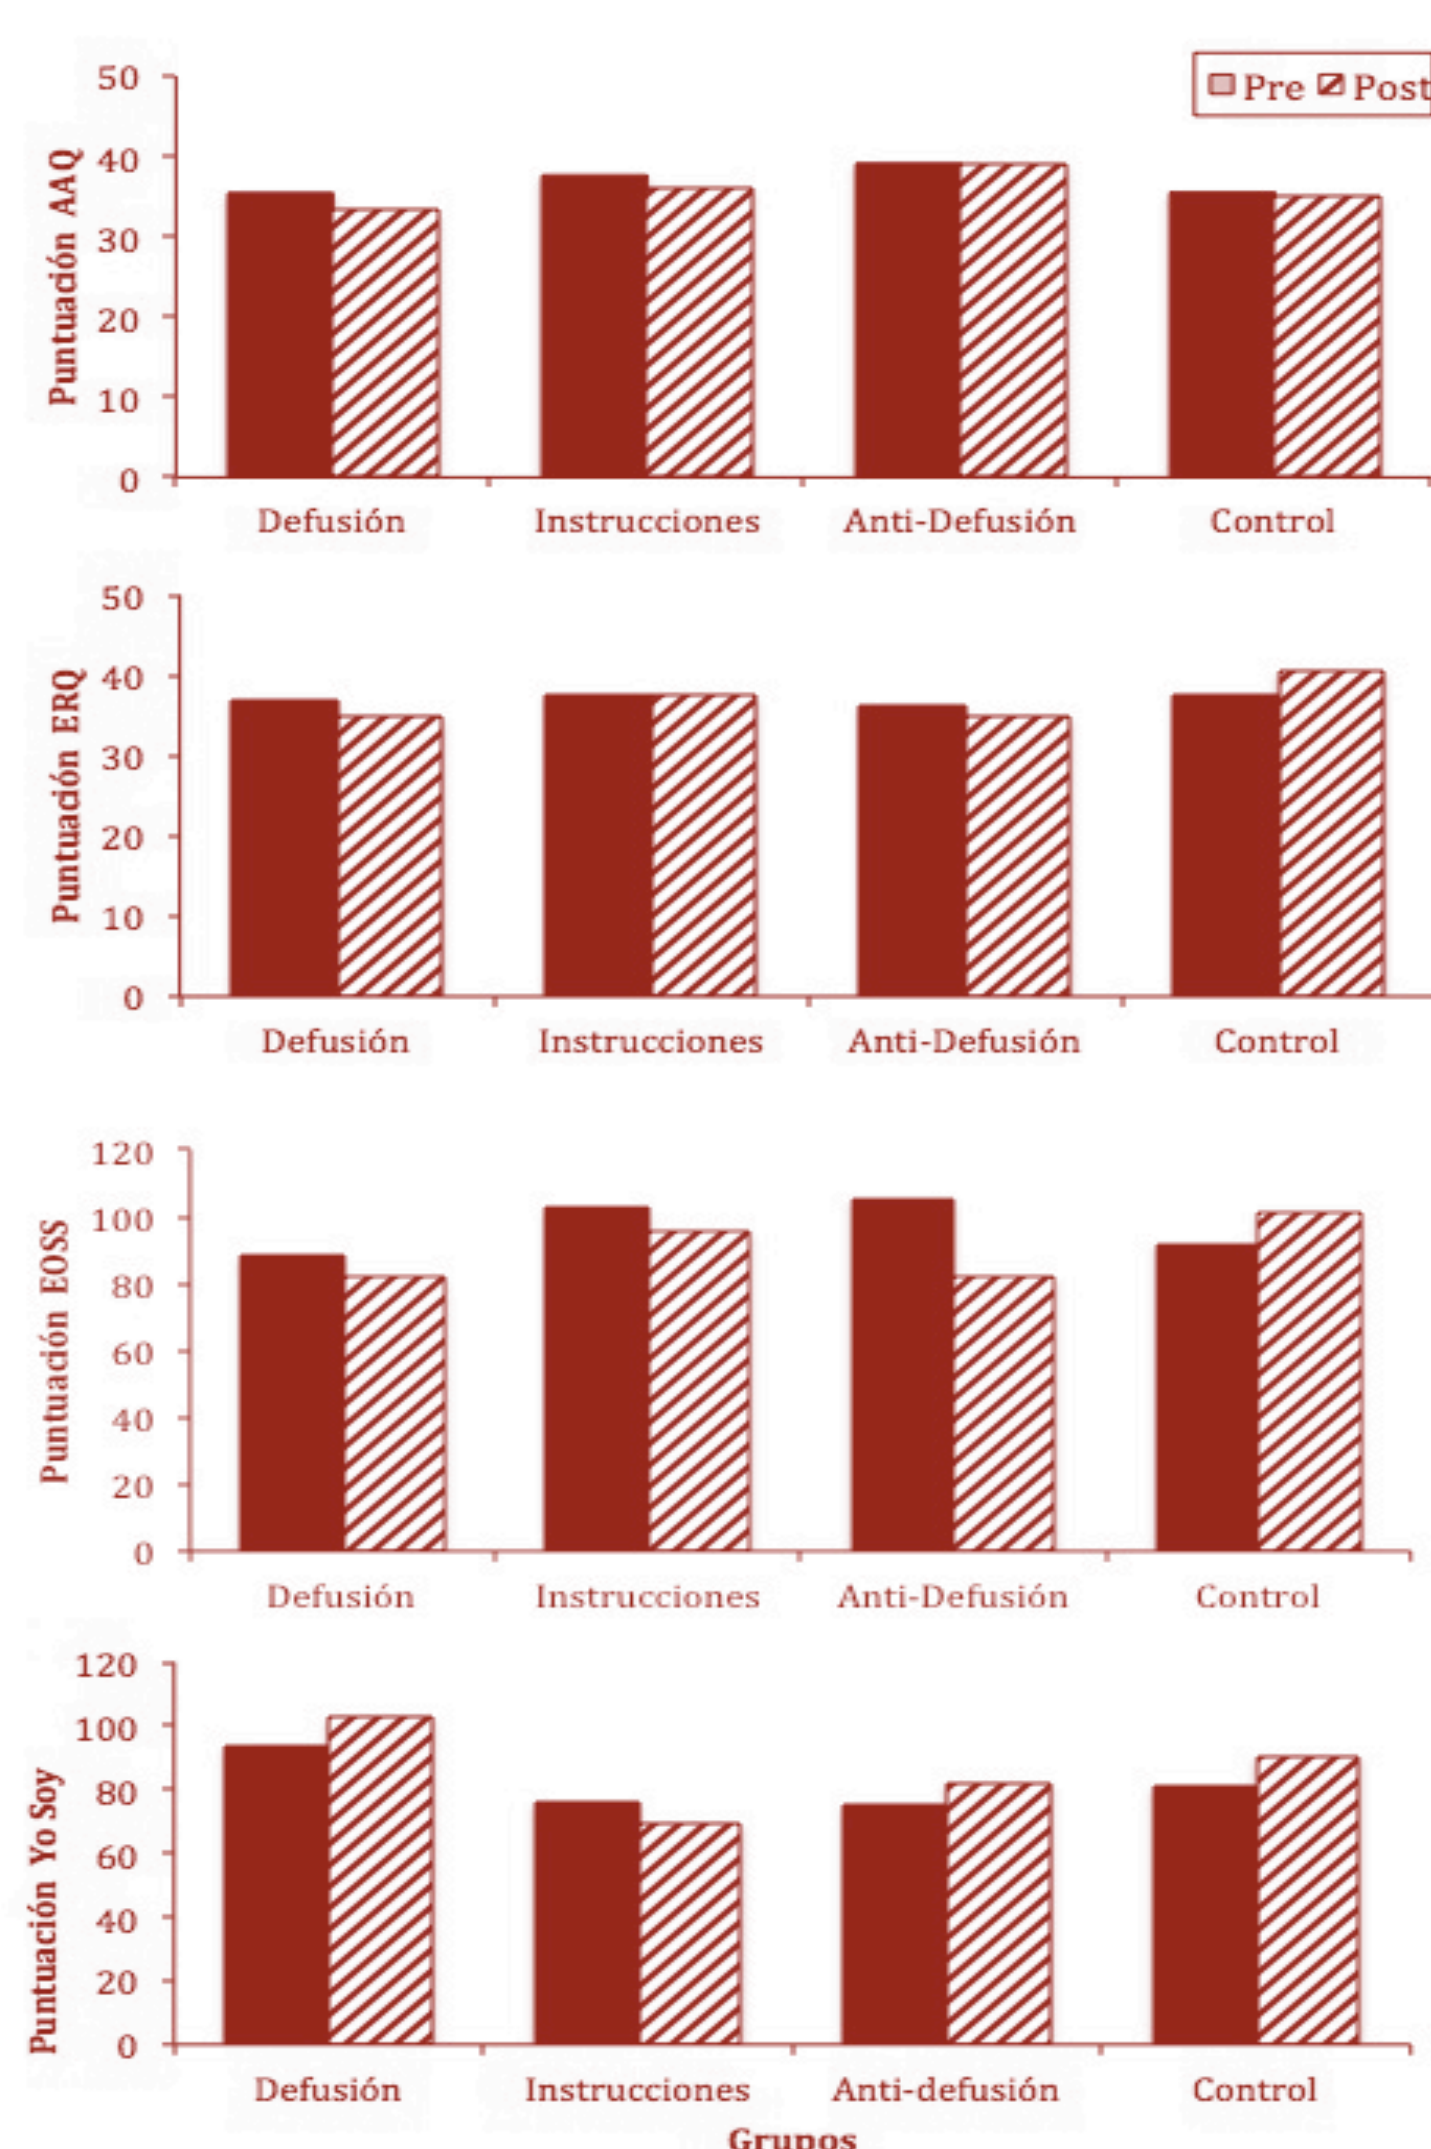 Pre Post
Puntuación AAQ
50
40
30
20
10
0
Defusión Instrucciones Anti-Defusión Control
Puntuación ERQ
50
40
30
20
10
0
Defusión Instrucciones Anti-Defusión Control
Puntuación EOSS
120
100
80
60
40
20
0
Defusión Instrucciones Anti-Defusión Control
Puntuación Yo Soy
120
100
80
60
40
20
0
Defusión Instrucciones Anti-defusión Control
Grupos